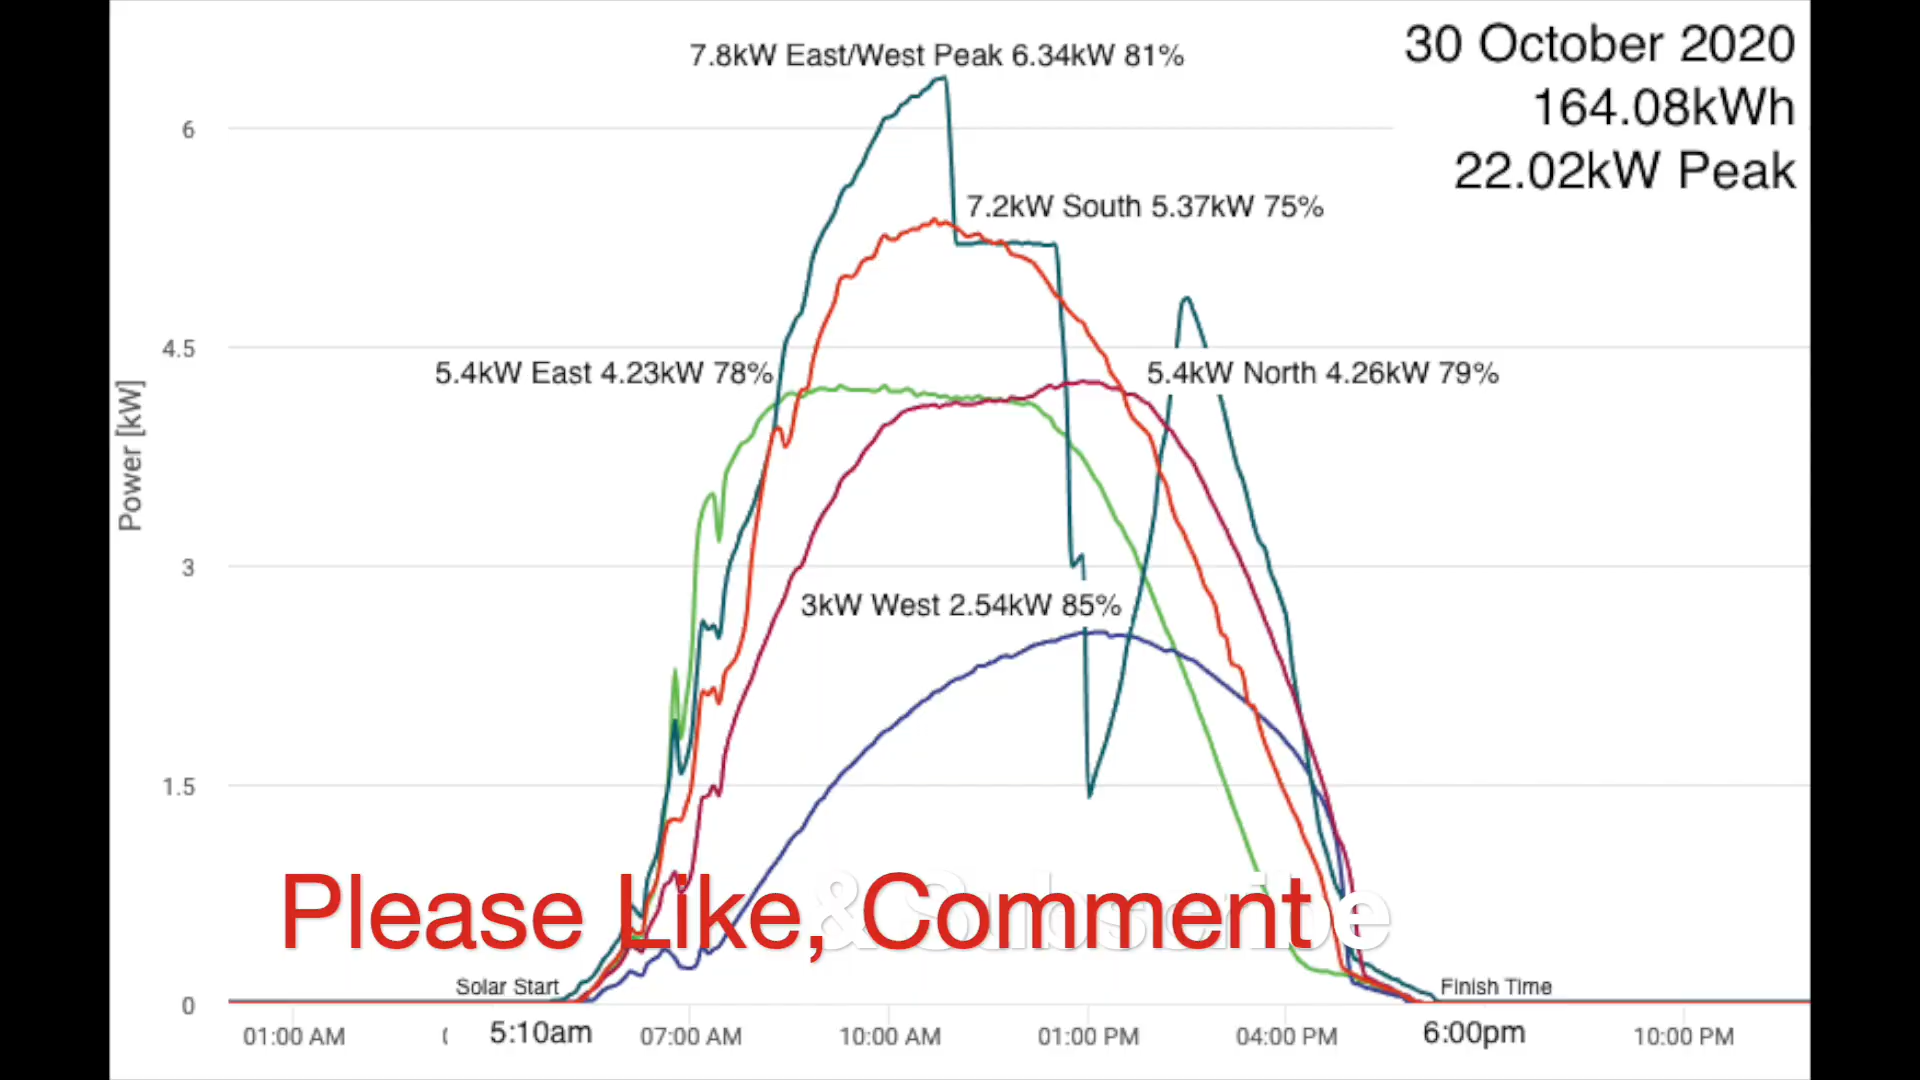 30 October 2020
164.08kWh
22.02kW Peak
7.8kW East/West Peak 6.34kW 81%
7.2kW South 5.37kW 75%
5.4kW East 4.23kW 78%
5.4kW North 4.26kW 79%
3kW West 2.54kW 85%
Power [kW]
6
4.5
3
1.5
0
Please Like, Comment
& Subscribe
Solar Start
Finish Time
01:00 AM 5:10am 07:00 AM 10:00 AM 01:00 PM 04:00 PM 6:00pm 10:00 PM